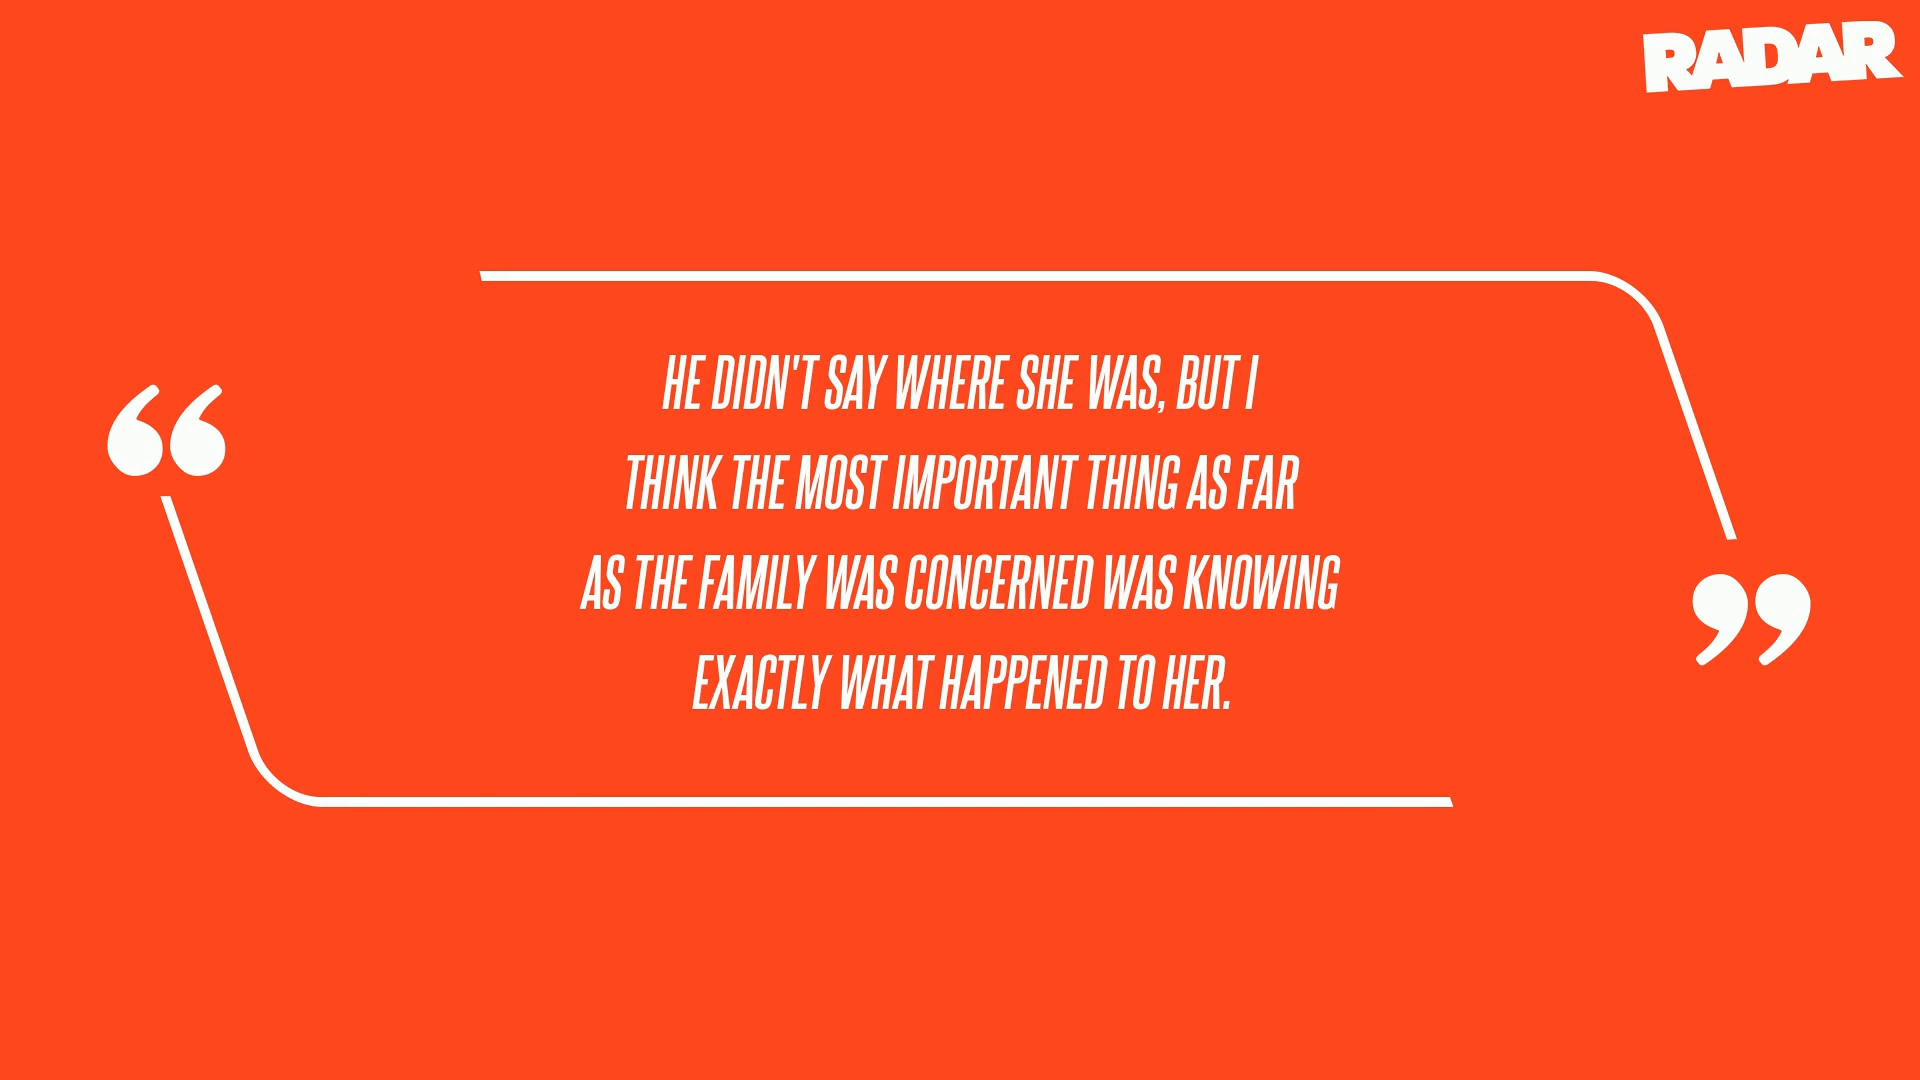 RADAR
“
HE DIDN'T SAY WHERE SHE WAS, BUT I
THINK THE MOST IMPORTANT THING AS FAR
AS THE FAMILY WAS CONCERNED WAS KNOWING
EXACTLY WHAT HAPPENED TO HER.
”